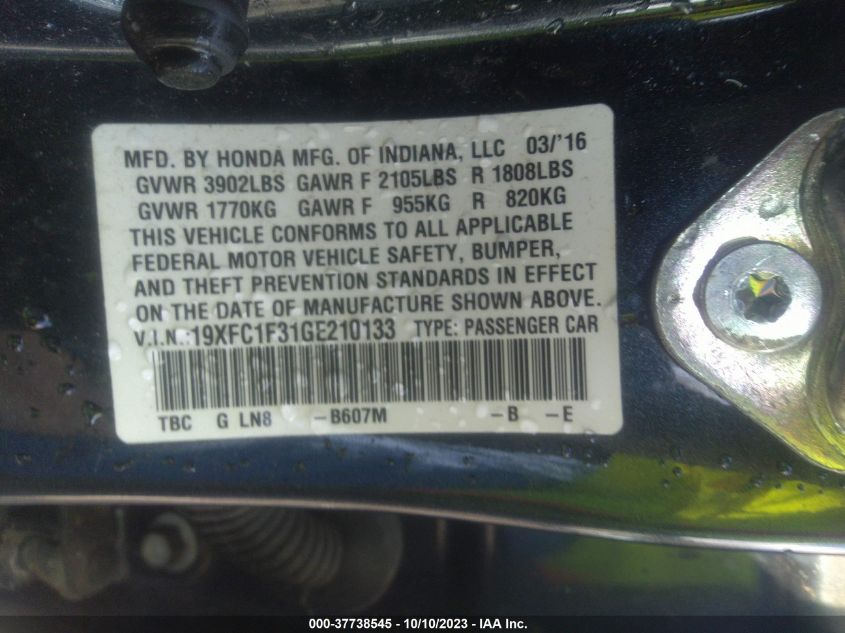 MFD. BY HONDA MFG. OF INDIANA, LLC 03/'16
GVWR 3902LBS GAWR F 2105LBS R 1808LBS
GVWR 1770KG GAWR F 955KG R 820KG
THIS VEHICLE CONFORMS TO ALL APPLICABLE
FEDERAL MOTOR VEHICLE SAFETY, BUMPER,
AND THEFT PREVENTION STANDARDS IN EFFECT
ON THE DATE OF MANUFACTURE SHOWN ABOVE.
V.I.N.:19XFC1F31GE210133 TYPE: PASSENGER CAR
TBC G LN8 -B607M -B -E
000-37738545 - 10/10/2023 - IAA Inc.